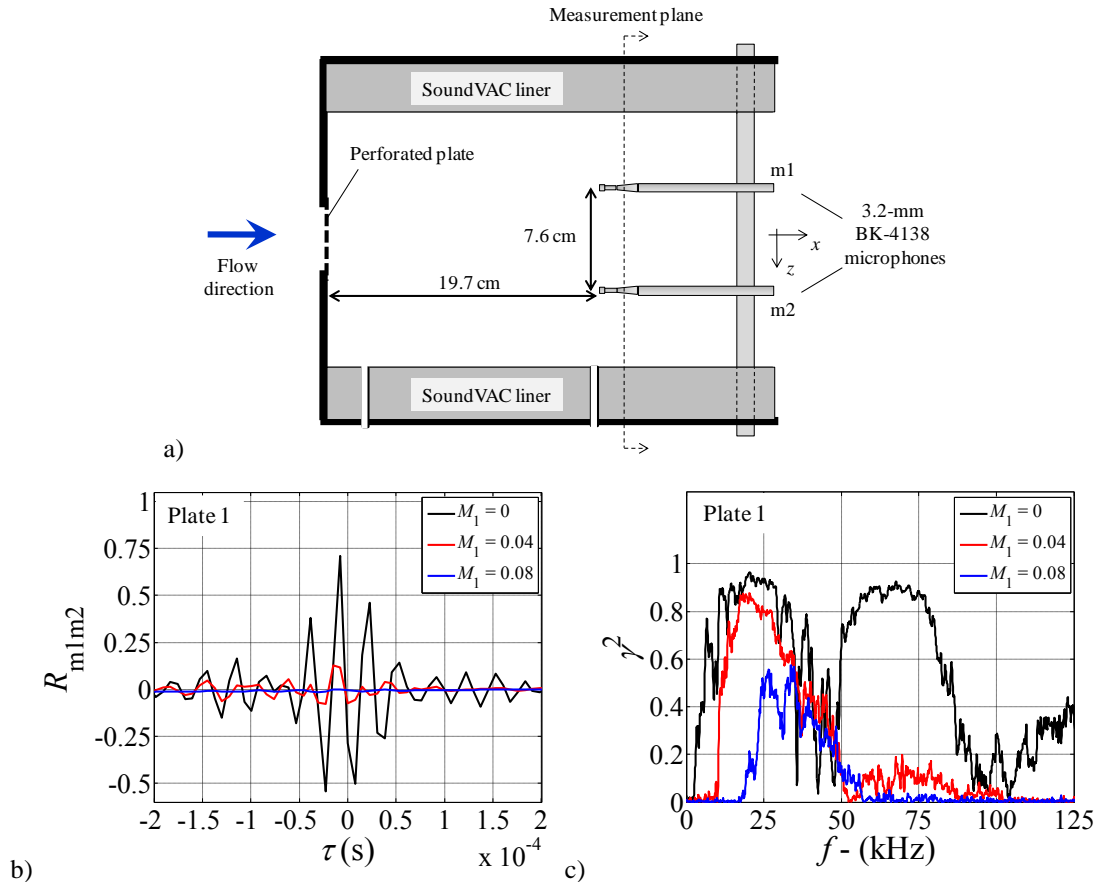 Measurement plane
SoundVAC liner
Perforated plate
m1
3.2-mm
BK-4138
microphones
7.6 cm
x
z
Flow
direction
19.7 cm
m2
SoundVAC liner
a)
1
0.75
0.5
0.25
0
-0.25
-0.5
R m1m2
Plate 1
M1 = 0
M1 = 0.04
M1 = 0.08
-2 -1.5 -1 -0.5 0 0.5 1 1.5 2
τ (s)
x 10-4
b)
1
0.8
0.6
0.4
0.2
0
γ2
Plate 1
M1 = 0
M1 = 0.04
M1 = 0.08
0 25 50 75 100 125
f - (kHz)
c)